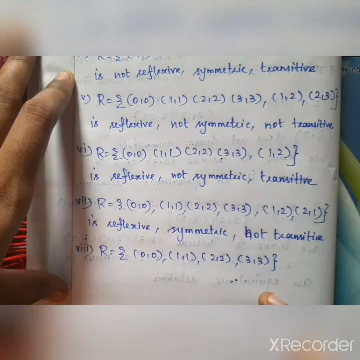 is not reflexive, symmetric, transitive
v) R = {(0,0) (1,1) (2,2) (3,3), (1,2), (2,3)}
is reflexive, not symmetric, not transitive
vi) R = {(0,0) (1,1) (2,2) (3,3), (1,2)}
is reflexive, not symmetric, transitive
vii) R = {(0,0), (1,1), (2,2), (3,3), (1,2), (2,1)}
is reflexive, symmetric, not transitive
viii) R = {(0,0), (1,1), (2,2), (3,3)}
XRecorder